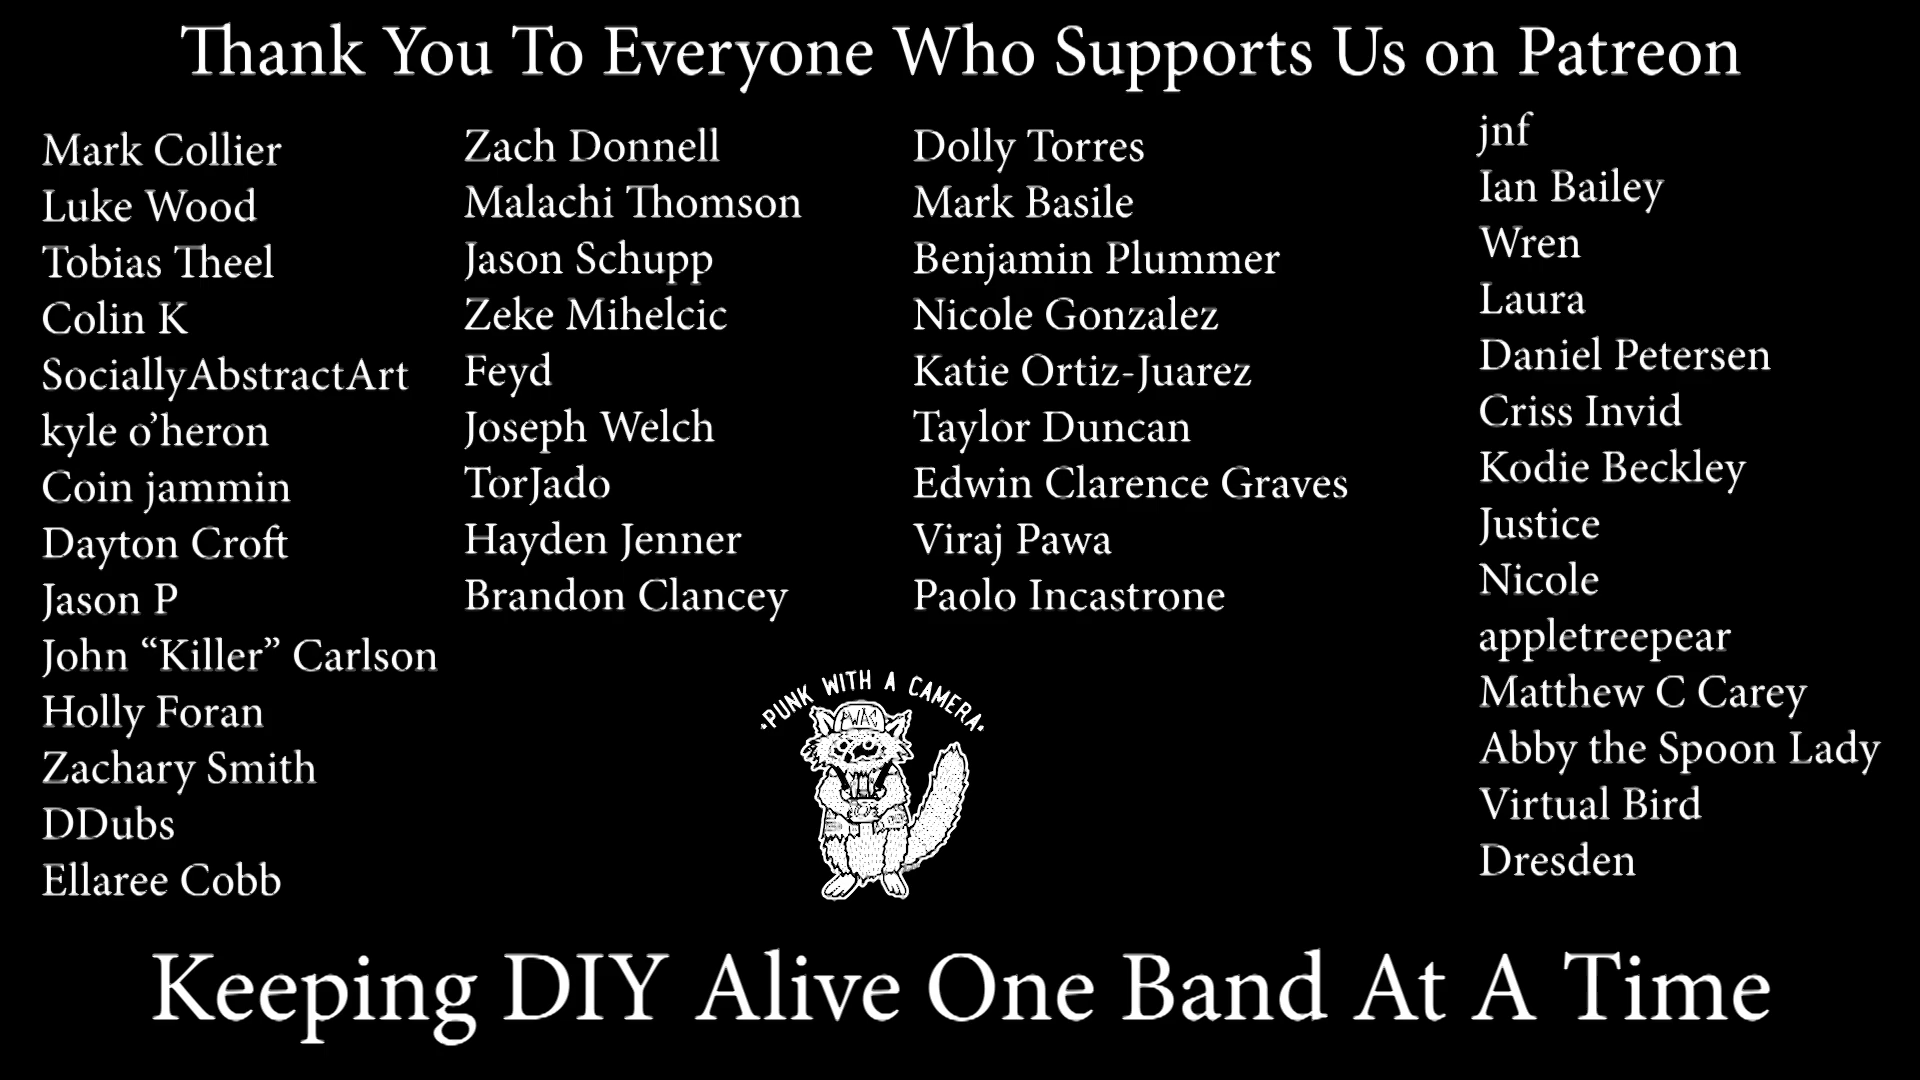 Thank You To Everyone Who Supports Us on Patreon
Mark Collier
Luke Wood
Tobias Theel
Colin K
SociallyAbstractArt
kyle o’heron
Coin jammin
Dayton Croft
Jason P
John “Killer” Carlson
Holly Foran
Zachary Smith
DDubs
Ellaree Cobb
Zach Donnell
Malachi Thomson
Jason Schupp
Zeke Mihelcic
Feyd
Joseph Welch
TorJado
Hayden Jenner
Brandon Clancey
Dolly Torres
Mark Basile
Benjamin Plummer
Nicole Gonzalez
Katie Ortiz-Juarez
Taylor Duncan
Edwin Clarence Graves
Viraj Pawa
Paolo Incastrone
jnf
Ian Bailey
Wren
Laura
Daniel Petersen
Criss Invid
Kodie Beckley
Justice
Nicole
appletreepear
Matthew C Carey
Abby the Spoon Lady
Virtual Bird
Dresden
·PUNK WITH A CAMERA·
PWAC
Keeping DIY Alive One Band At A Time